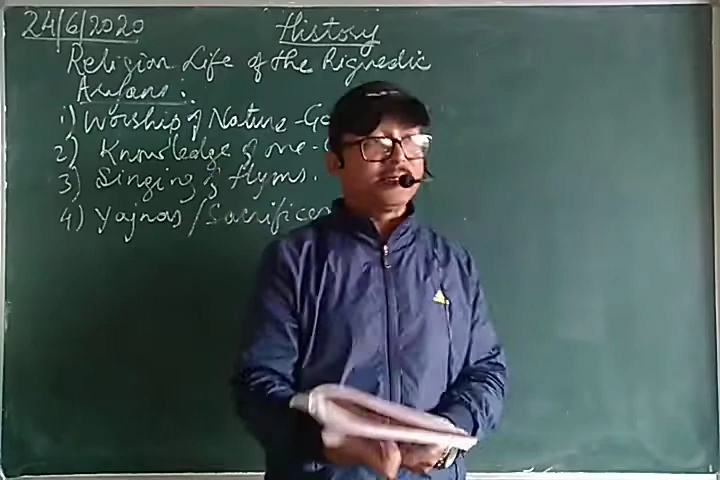 24/6/2020
History
Religion Life of the Rigvedic
Aryans:
1) Worship of Nature-Go
2) Knowledge of one-
3) Singing of Hyms.
4) Yajnas/Sacrifices